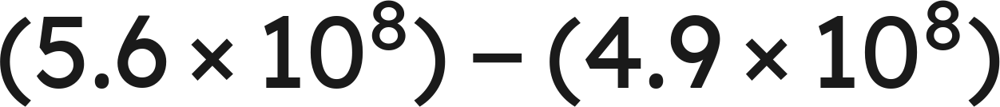 (5.6 × 10⁸) − (4.9 × 10⁸)